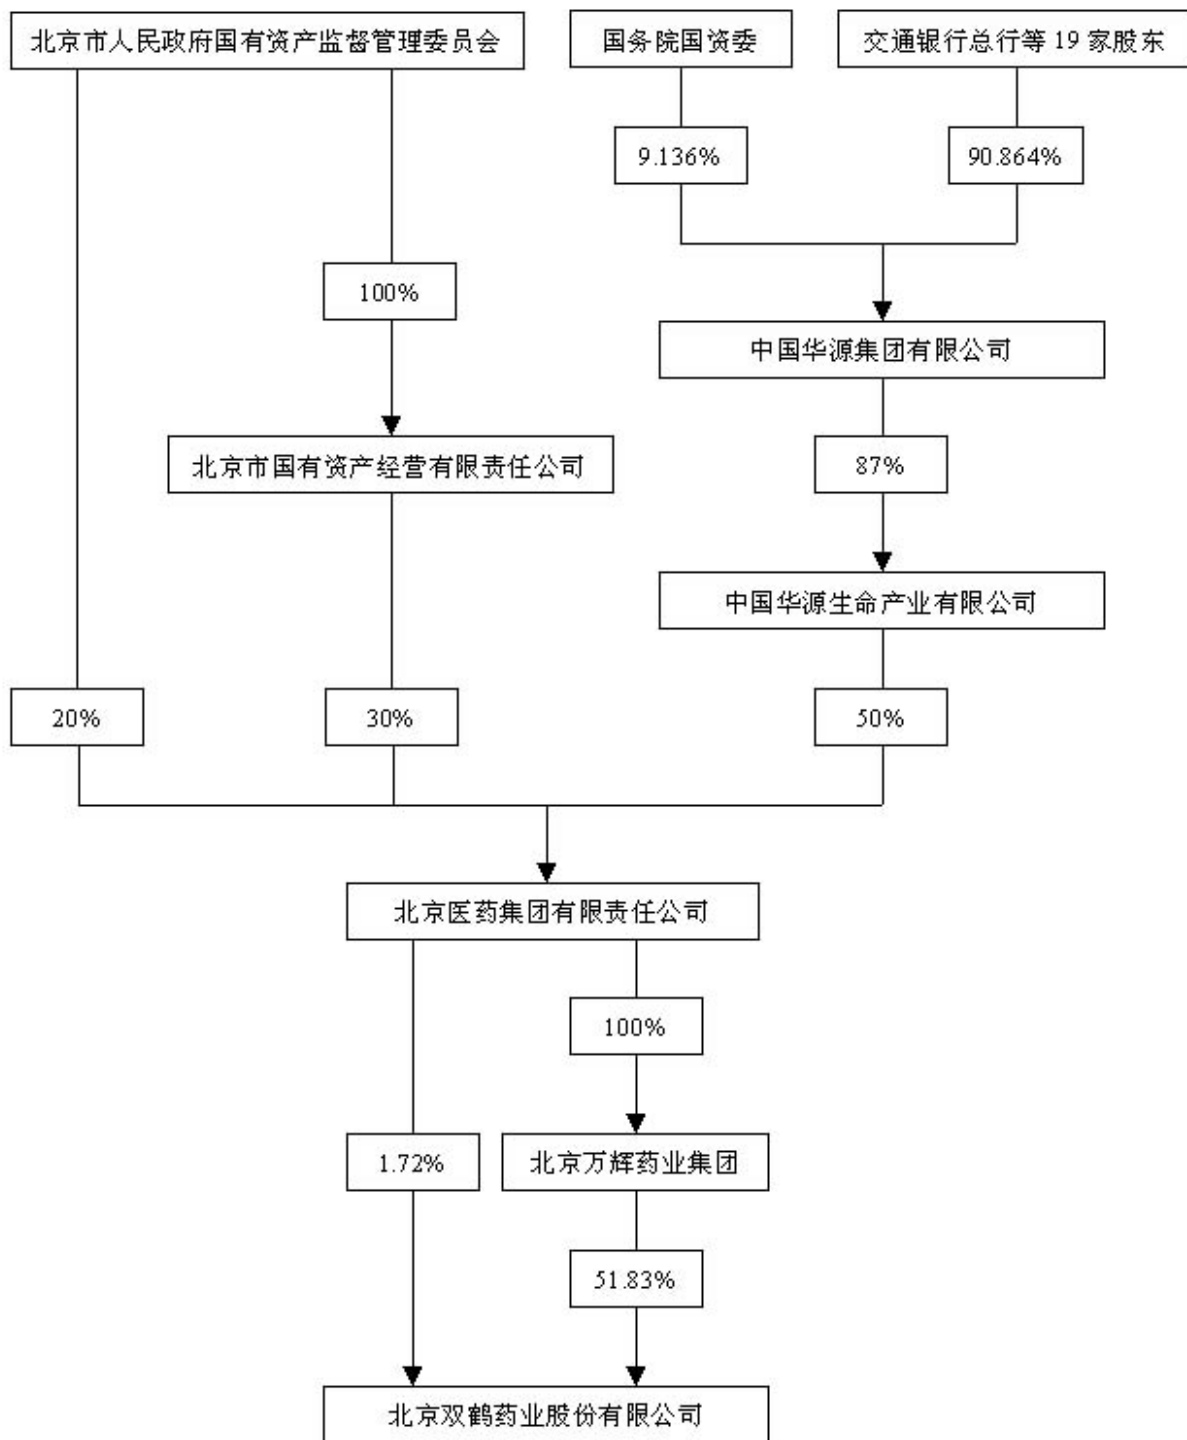 北京市人民政府国有资产监督管理委员会
国务院国资委
交通银行总行等 19 家股东
9.136%
90.864%
100%
中国华源集团有限公司
北京市国有资产经营有限责任公司
87%
中国华源生命产业有限公司
20%
30%
50%
北京医药集团有限责任公司
100%
1.72%
北京万辉药业集团
51.83%
北京双鹤药业股份有限公司